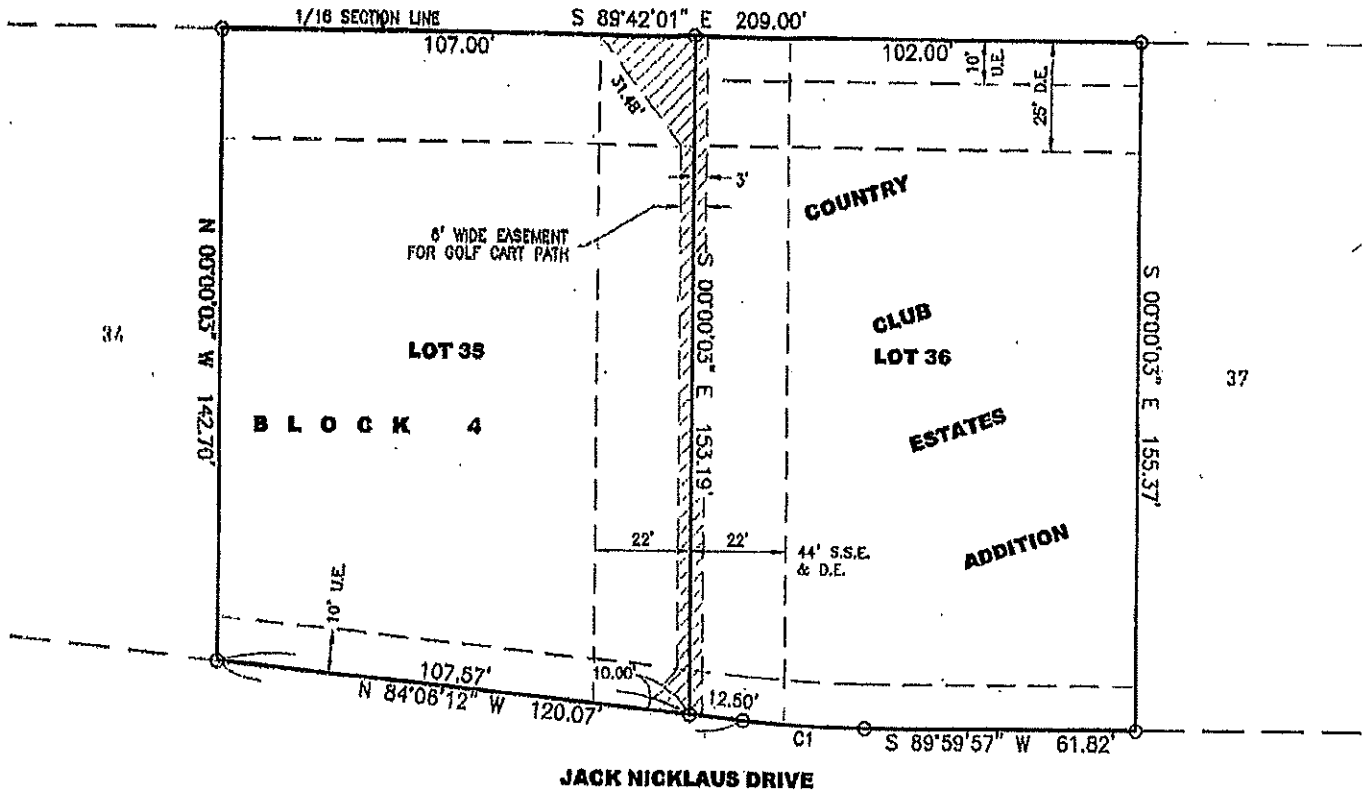 1/16 SECTION LINE
S 89°42'01" E 209.00'
107.00'
102.00'
10' U.E.
25' D.E.
31.48'
3'
6' WIDE EASEMENT
FOR GOLF CART PATH
COUNTRY
CLUB
ESTATES
ADDITION
N 00°00'03" W 142.70'
S 00°00'03" E 153.19'
S 00°00'03" E 155.37'
34
LOT 35
LOT 36
37
BLOCK 4
22'
22'
44' S.S.E.
& D.E.
10' U.E.
107.57'
N 84°06'12" W 120.07'
10.00'
12.50'
C1
S 89°59'57" W 61.82'
JACK NICKLAUS DRIVE